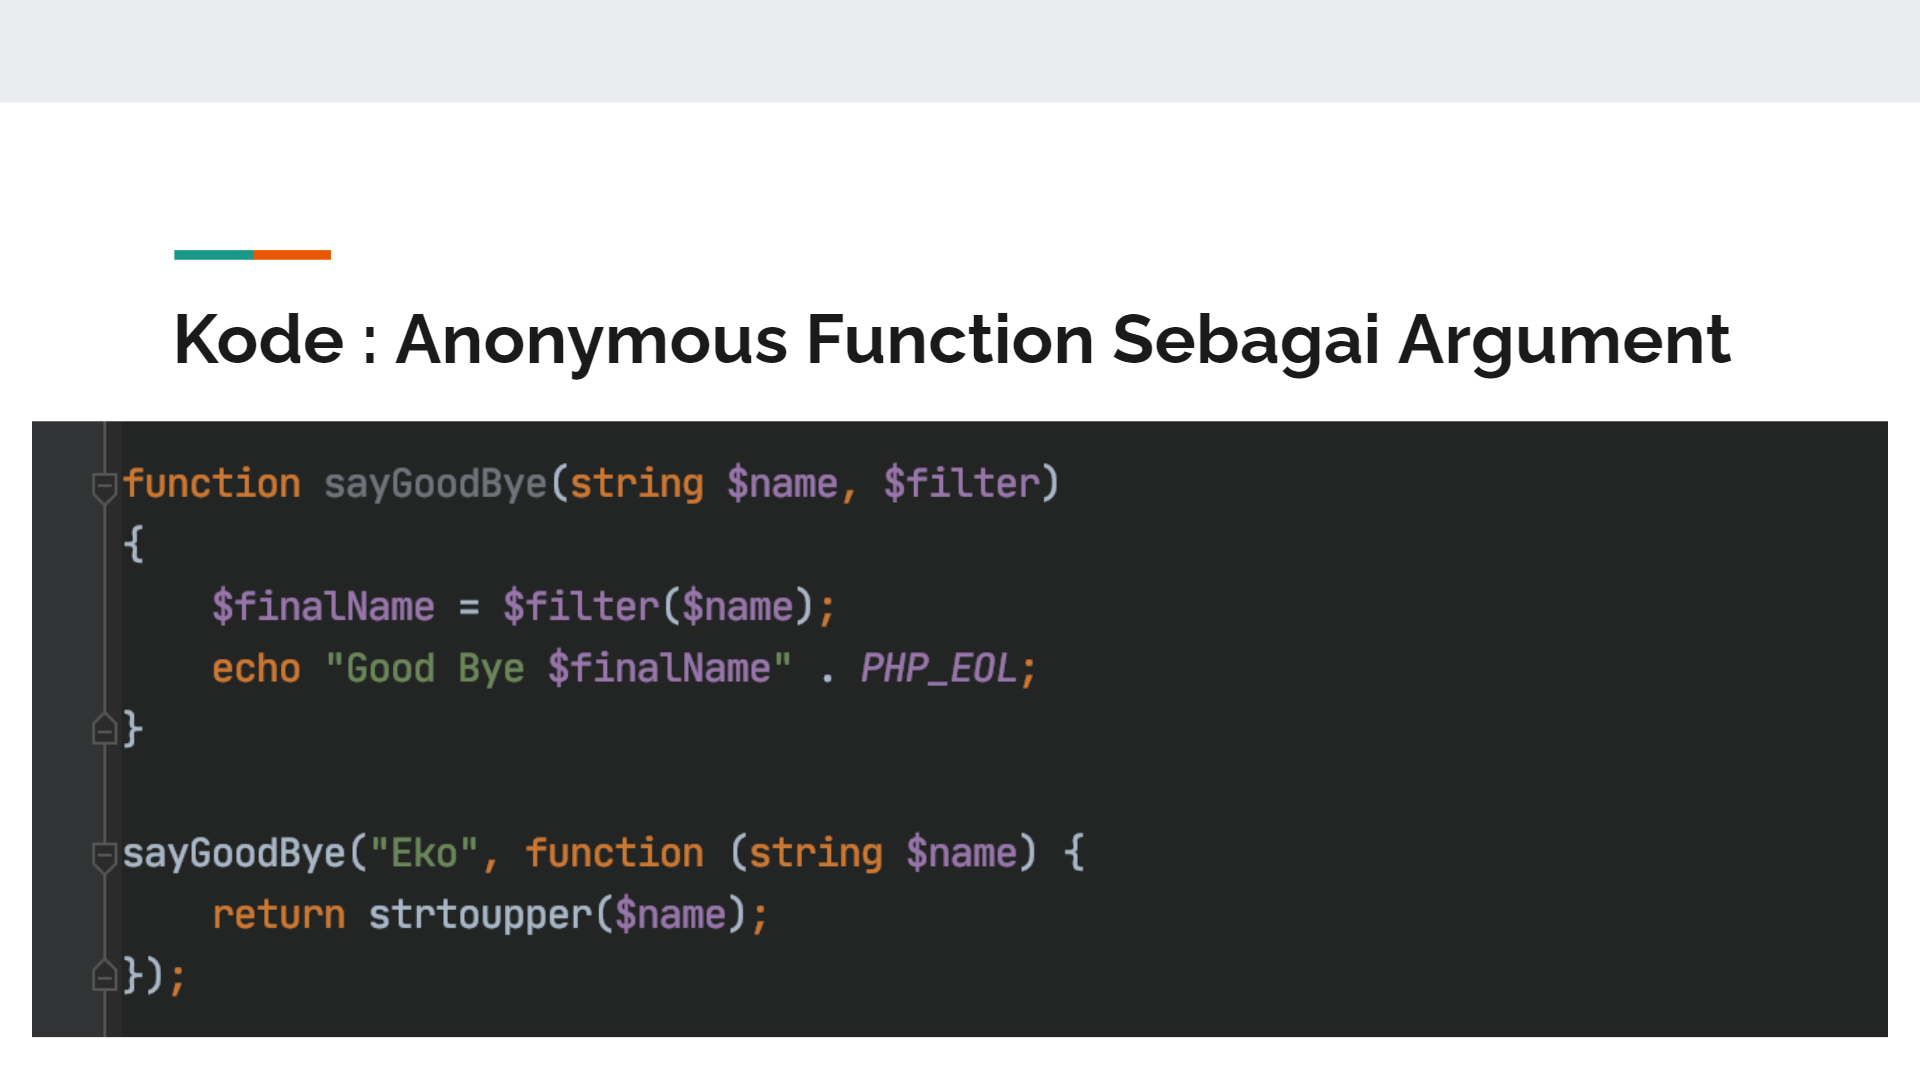 Kode : Anonymous Function Sebagai Argument
function sayGoodBye(string $name, $filter)
{
    $finalName = $filter($name);
    echo "Good Bye $finalName" . PHP_EOL;
}
sayGoodBye("Eko", function (string $name) {
    return strtoupper($name);
});